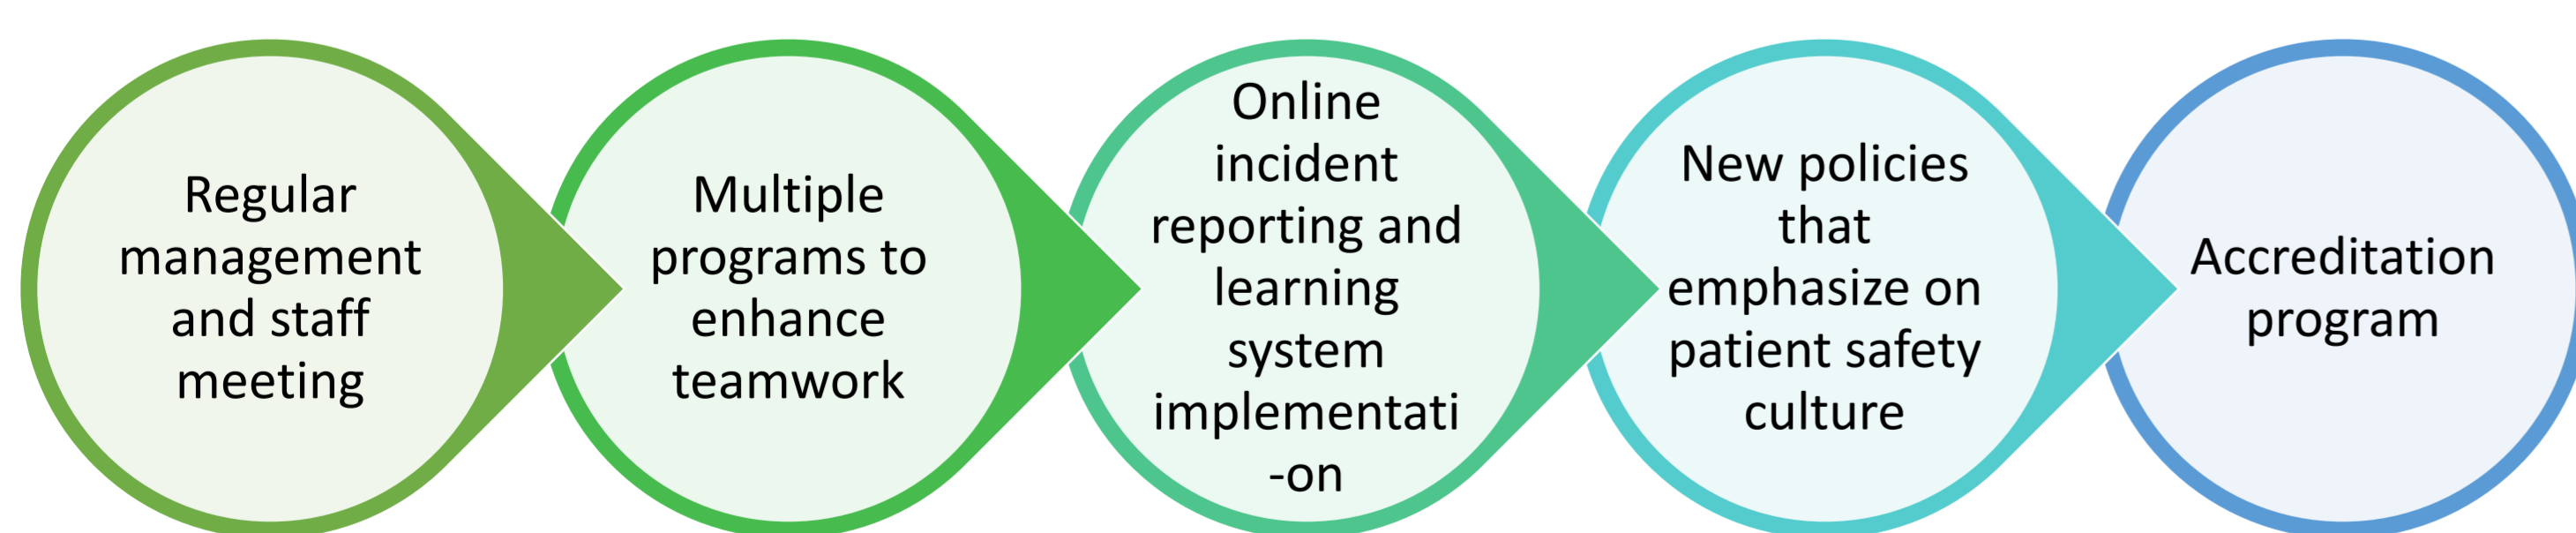 Regular
management
and staff
meeting
Multiple
programs to
enhance
teamwork
Online
incident
reporting and
learning
system
implementati
-on
New policies
that
emphasize on
patient safety
culture
Accreditation
program